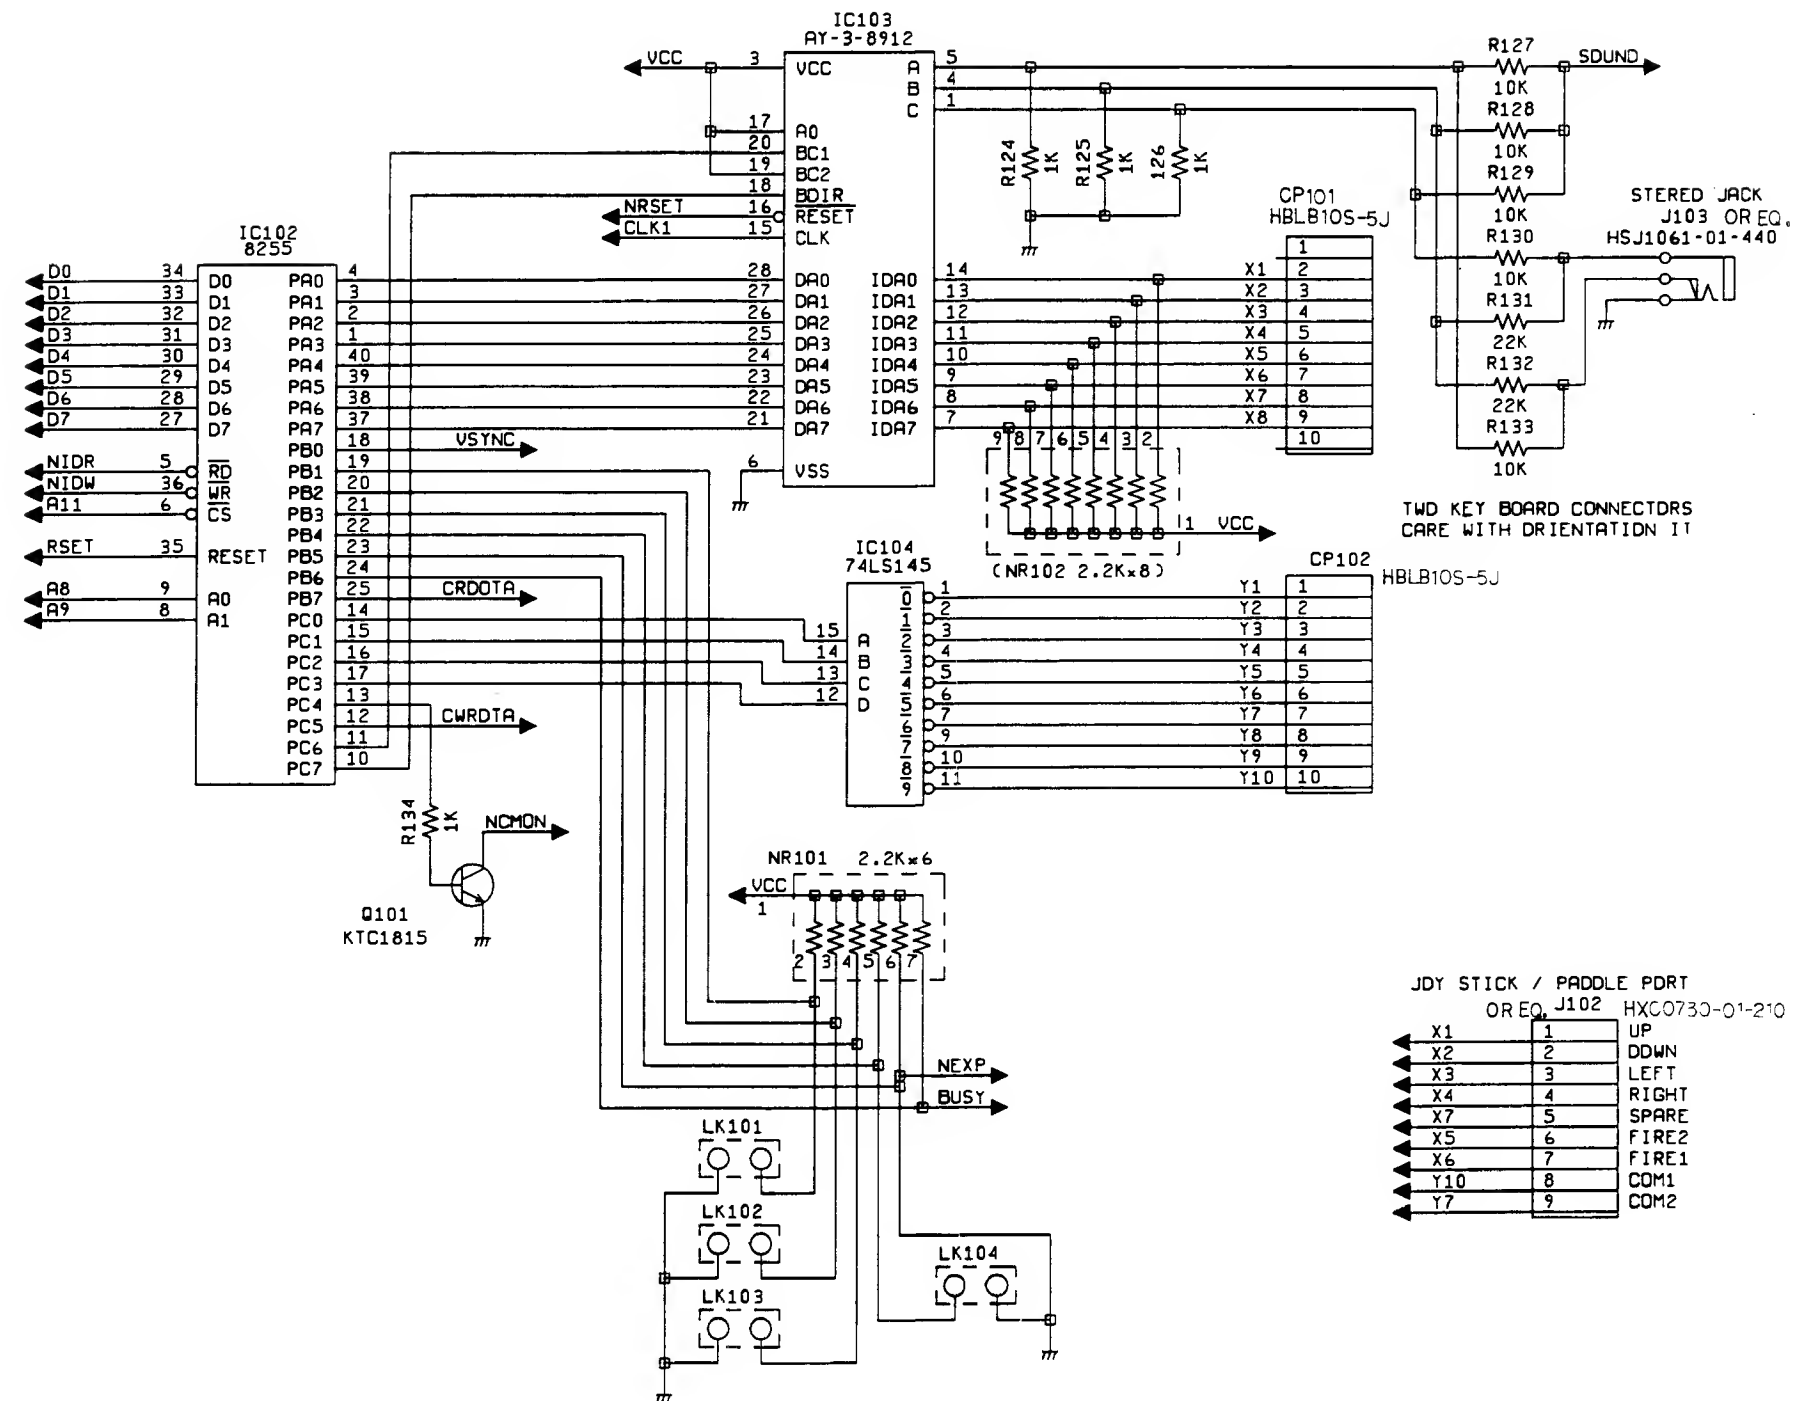 IC103
AY-3-8912
VCC
3
VCC
17
A0
20
BC1
19
BC2
18
BDIR
NRSET
16
RESET
CLK1
15
CLK
28
DA0
27
DA1
26
DA2
25
DA3
24
DA4
23
DA5
22
DA6
21
DA7
6
VSS
A
5
B
4
C
1
IDA0
14
IDA1
13
IDA2
12
IDA3
11
IDA4
10
IDA5
9
IDA6
8
IDA7
7
R124
1K
R125
1K
126
1K
R127
10K
R128
10K
R129
10K
R130
10K
R131
22K
R132
22K
R133
10K
SDUND
STERED JACK
J103 OR EQ.
HSJ1061-01-440
CP101
HBLB10S-5J
1
X1 2
X2 3
X3 4
X4 5
X5 6
X6 7
X7 8
X8 9
10
9 8 7 6 5 4 3 2
1 VCC
(NR102 2.2K×8)
TWD KEY BOARD CONNECTDRS
CARE WITH DRIENTATIDN IT
IC102
8255
D0 34 D0
D1 33 D1
D2 32 D2
D3 31 D3
D4 30 D4
D5 29 D5
D6 28 D6
D7 27 D7
NIDR 5 RD
NIDW 36 WR
A11 6 CS
RSET 35 RESET
A8 9 A0
A9 8 A1
PA0 4
PA1 3
PA2 2
PA3 1
PA4 40
PA5 39
PA6 38
PA7 37
PB0 18 VSYNC
PB1 19
PB2 20
PB3 21
PB4 22
PB5 23
PB6 24
PB7 25 CRDDTA
PC0 14
PC1 15
PC2 16
PC3 17
PC4 13
PC5 12 CWRDTA
PC6 11
PC7 10
IC104
74LS145
15 A
14 B
13 C
12 D
0 1
1 2
2 3
3 4
4 5
5 6
6 7
7 9
8 10
9 11
CP102
HBLB10S-5J
Y1 1
Y2 2
Y3 3
Y4 4
Y5 5
Y6 6
Y7 7
Y8 8
Y9 9
Y10 10
R134
1K
NCMDN
Q101
KTC1815
NR101 2.2K×6
VCC
1
2 3 4 5 6 7
NEXP
BUSY
LK101
LK102
LK103
LK104
JDY STICK / PADDLE PDRT
OR EQ. J102 HXC0730-01-210
X1 1 UP
X2 2 DDWN
X3 3 LEFT
X4 4 RIGHT
X7 5 SPARE
X5 6 FIRE2
X6 7 FIRE1
Y10 8 CDM1
Y7 9 CDM2